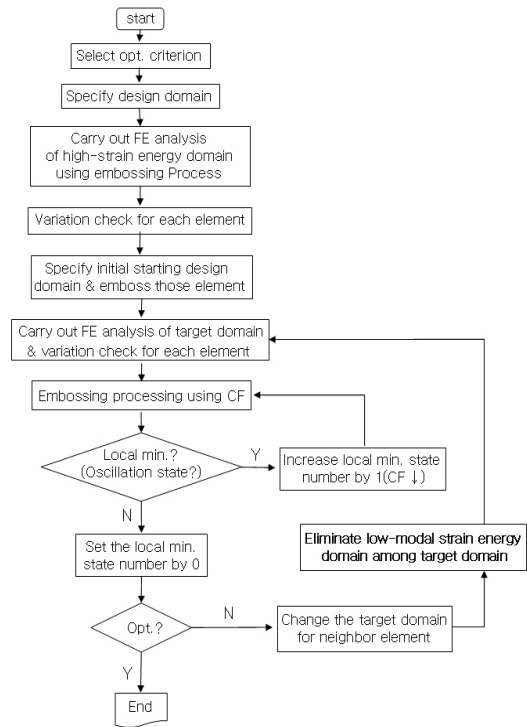 start
Select opt. criterion
Specify design domain
Carry out FE analysis
of high-strain energy domain
using embossing Process
Variation check for each element
Specify initial starting design
domain & emboss those element
Carry out FE analysis of target domain
& variation check for each element
Embossing processing using CF
Local min.?
(Oscillation state?)
Y
Increase local min. state
number by 1(CF ↓)
N
Set the local min.
state number by 0
Eliminate low-modal strain energy
domain among target domain
Opt.?
N
Change the target domain
for neighbor element
Y
End